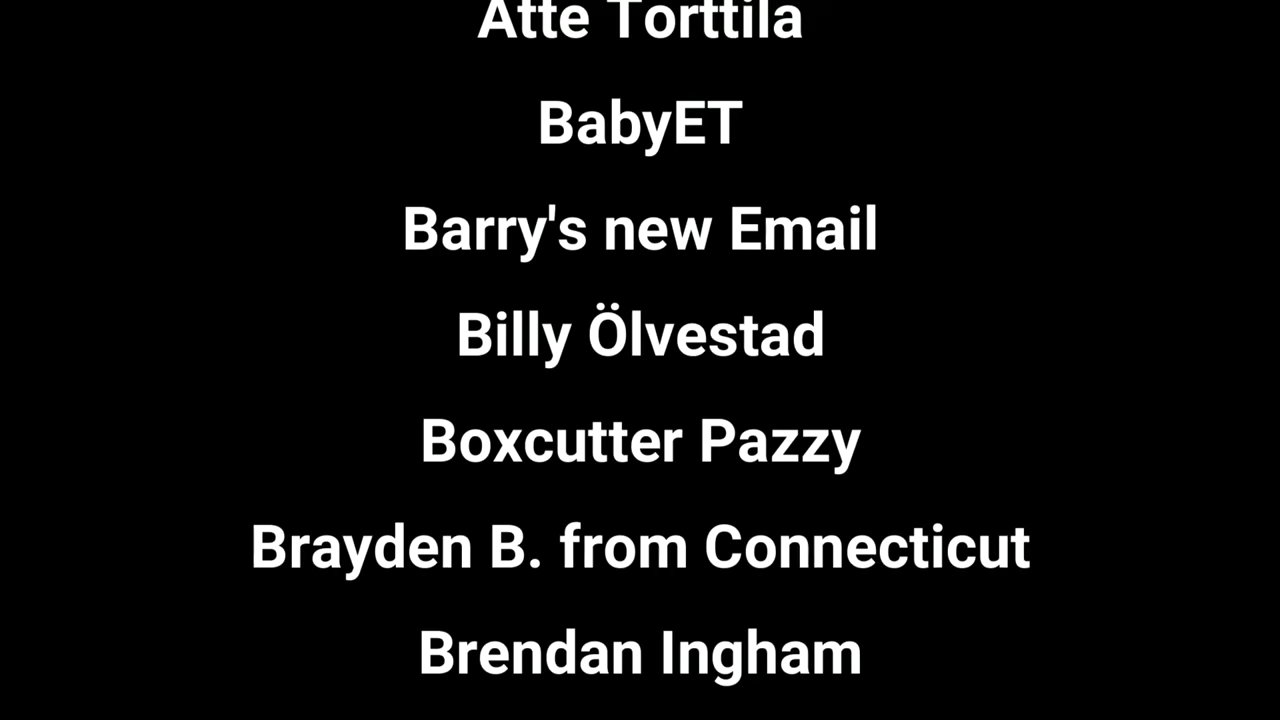 Atte Torttila
BabyET
Barry's new Email
Billy Ölvestad
Boxcutter Pazzy
Brayden B. from Connecticut
Brendan Ingham